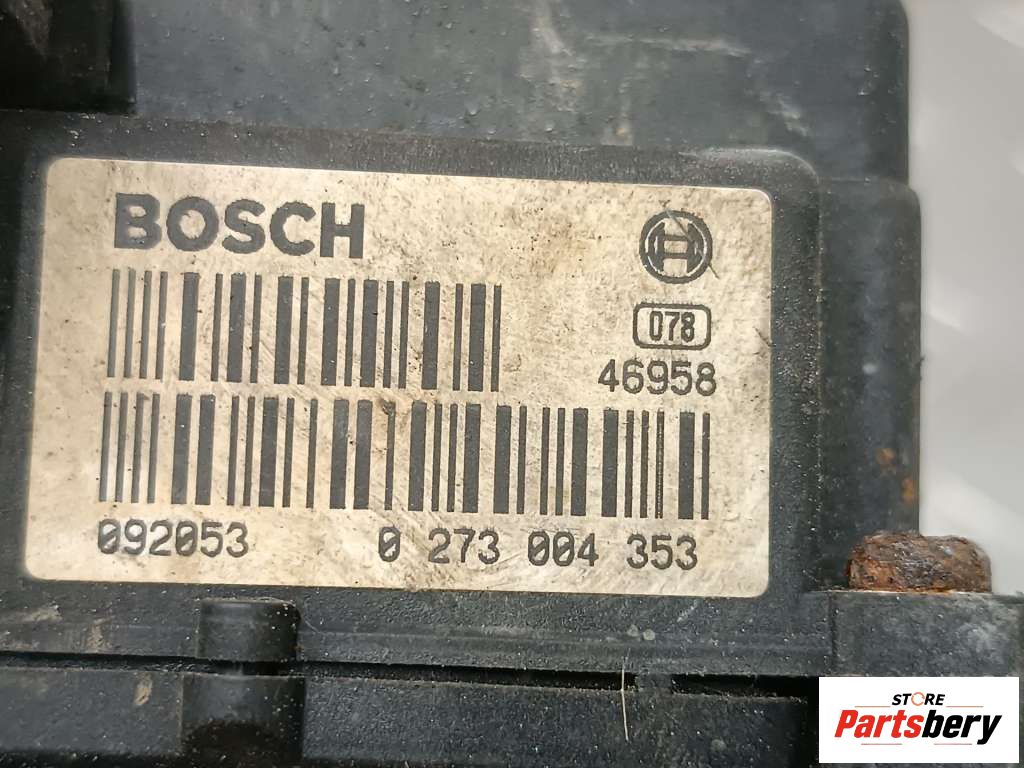 BOSCH
078
46958
092053 0 273 004 353
STORE
Partsbery